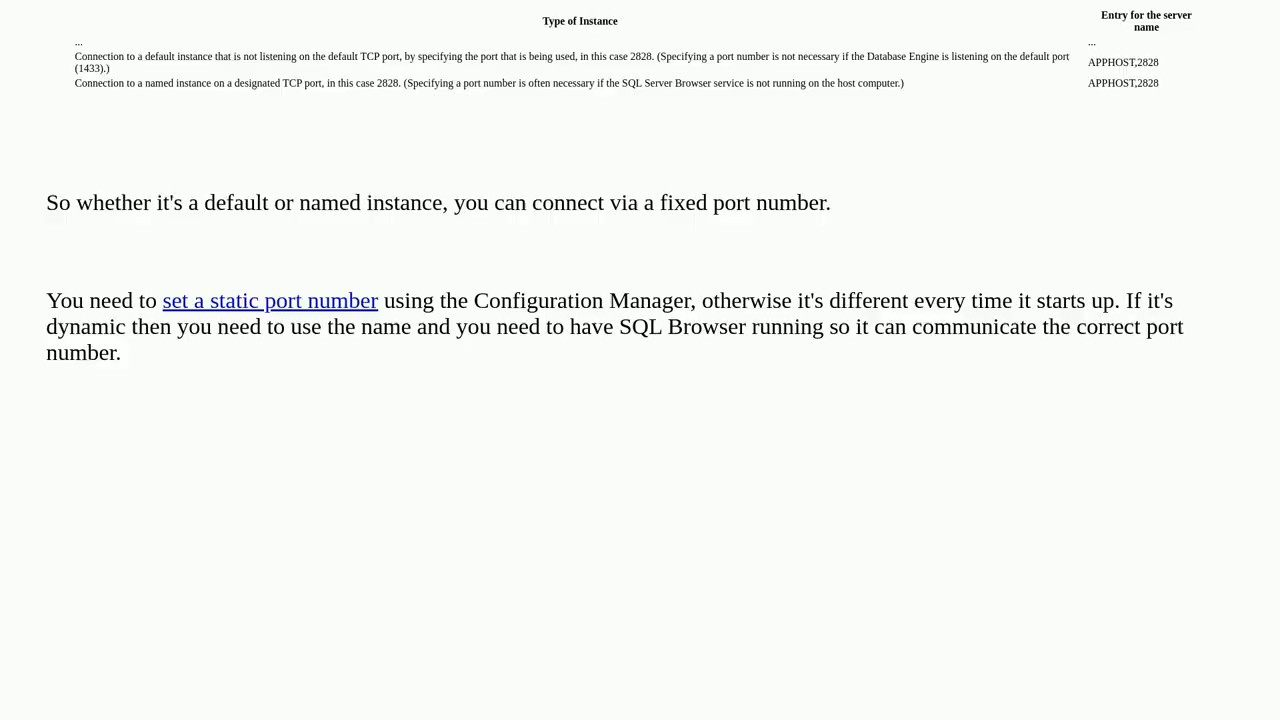 Type of Instance
Entry for the server
name
...
...
Connection to a default instance that is not listening on the default TCP port, by specifying the port that is being used, in this case 2828. (Specifying a port number is not necessary if the Database Engine is listening on the default port
(1433).)
APPHOST,2828
Connection to a named instance on a designated TCP port, in this case 2828. (Specifying a port number is often necessary if the SQL Server Browser service is not running on the host computer.)
APPHOST,2828
So whether it's a default or named instance, you can connect via a fixed port number.
You need to set a static port number using the Configuration Manager, otherwise it's different every time it starts up. If it's
dynamic then you need to use the name and you need to have SQL Browser running so it can communicate the correct port
number.